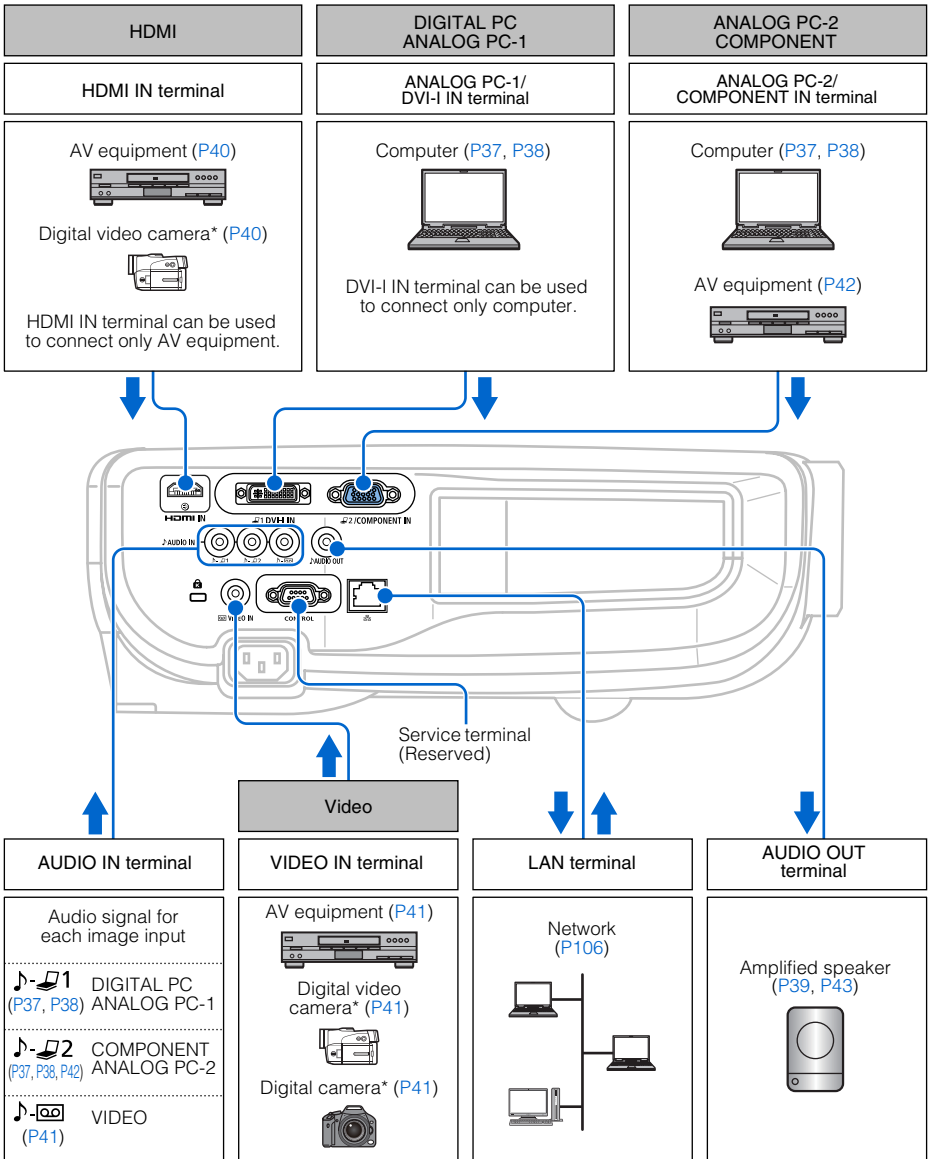 HDMI
DIGITAL PC
ANALOG PC-1
ANALOG PC-2
COMPONENT
HDMI IN terminal
ANALOG PC-1/
DVI-I IN terminal
ANALOG PC-2/
COMPONENT IN terminal
AV equipment (P40)
Digital video camera* (P40)
HDMI IN terminal can be used
to connect only AV equipment.
Computer (P37, P38)
DVI-I IN terminal can be used
to connect only computer.
Computer (P37, P38)
AV equipment (P42)
HDMI IN
1 DVI-I IN
2 / COMPONENT IN
♪ AUDIO IN
♪-1
♪-2
♪-
♪ AUDIO OUT
VIDEO IN
CONTROL
Service terminal
(Reserved)
Video
AUDIO IN terminal
VIDEO IN terminal
LAN terminal
AUDIO OUT
terminal
Audio signal for
each image input
♪-1
(P37, P38)
DIGITAL PC
ANALOG PC-1
♪-2
(P37, P38, P42)
COMPONENT
ANALOG PC-2
♪-
(P41)
VIDEO
AV equipment (P41)
Digital video
camera* (P41)
Digital camera* (P41)
Network
(P106)
Amplified speaker
(P39, P43)